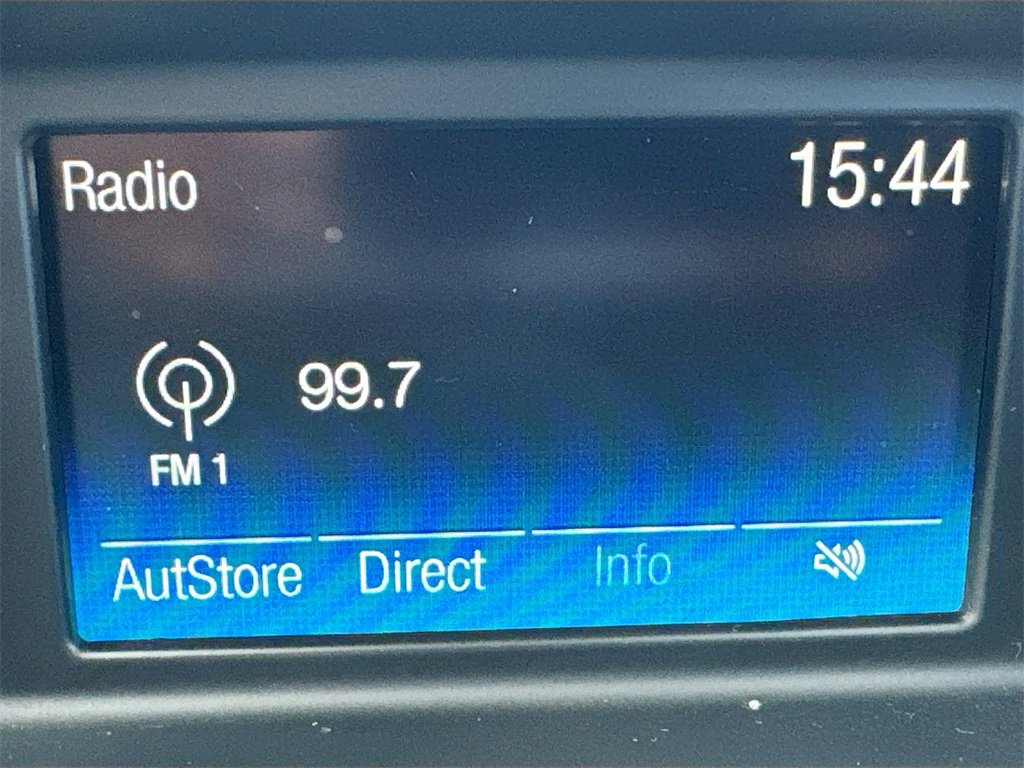 Radio 15:44
99.7
FM 1
AutStore Direct Info